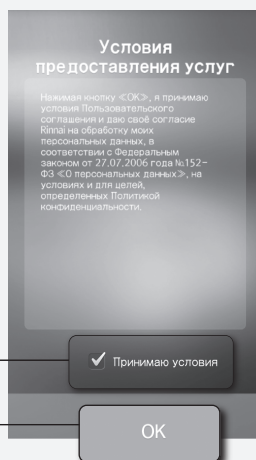 Условия
предоставления услуг
Нажимая кнопку ≪OK≫, я принимаю
условия Пользовательского
соглашения и даю своё согласие
Rinnai на обработку моих
персональных данных, в
соответствии с Федеральным
законом от 27.07.2006 года №152-
ФЗ ≪О персональных данных≫, на
условиях и для целей,
определенных Политикой
конфиденциальности.
Принимаю условия
OK